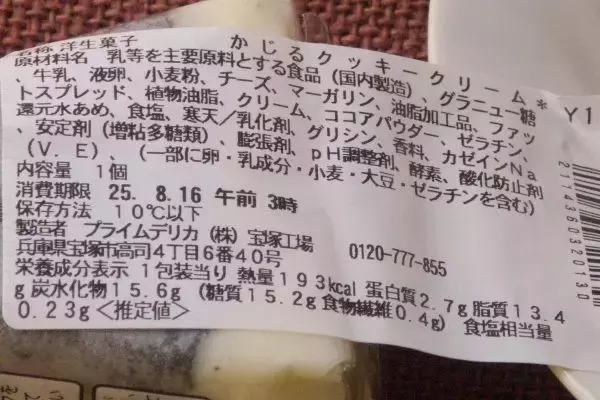 かじるクッキークリーム*
名称 洋生菓子
原材料名 乳等を主要原料とする食品(国内製造)、グラニュー糖
、牛乳、液卵、小麦粉、チーズ、マーガリン、油脂加工品、ファッ
トスプレッド、植物油脂、クリーム、ココアパウダー、ゼラチン、
還元水あめ、食塩、寒天/乳化剤、グリシン、香料、カゼインNa
、安定剤(増粘多糖類)、膨張剤、pH調整剤、酵素、酸化防止剤
(V.E)、(一部に卵・乳成分・小麦・大豆・ゼラチンを含む)
内容量 1個
消費期限 25.8.16 午前 3時
保存方法 10℃以下
製造者 プライムデリカ(株) 宝塚工場
兵庫県宝塚市高司4丁目6番40号 0120-777-855
栄養成分表示 1包装当り 熱量193kcal 蛋白質2.7g 脂質13.4
g 炭水化物15.6g (糖質15.2g 食物繊維0.4g) 食塩相当量
0.23g<推定値>
Y1
2114360320130